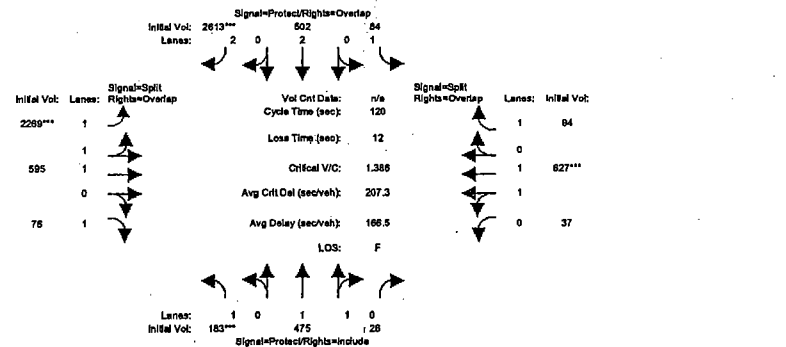 Signal=Protect/Rights=Overlap
Initial Vol: 2613*** 502 84
Lanes: 2 0 2 0 1
Signal=Split
Initial Vol: Lanes: Rights=Overlap
Vol Cnt Date: n/a
Signal=Split
Rights=Overlap Lanes: Initial Vol:
Cycle Time (sec): 120
2269*** 1
1 84
Loss Time (sec): 12
1
0
595 1
Critical V/C: 1.386
1 627***
0
Avg Crit Del (sec/veh): 207.3
1
76 1
Avg Delay (sec/veh): 166.5
0 37
LOS: F
Lanes: 1 0 1 1 0
Initial Vol: 183*** 475 28
Signal=Protect/Rights=Include